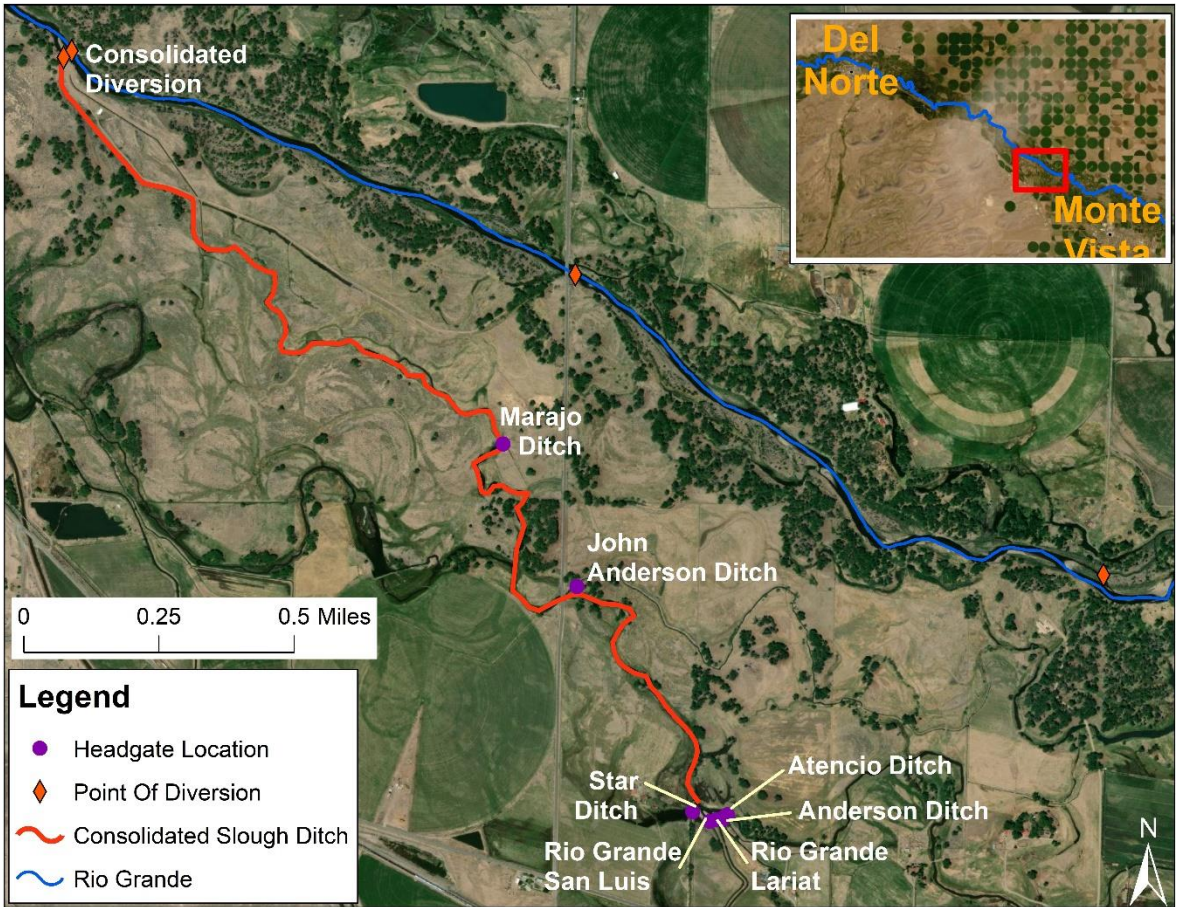 Consolidated
Diversion
Del
Norte
Monte
Vista
Marajo
Ditch
John
Anderson Ditch
0 0.25 0.5 Miles
Legend
Headgate Location
Point Of Diversion
Consolidated Slough Ditch
Rio Grande
Star
Ditch
Atencio Ditch
Anderson Ditch
Rio Grande
San Luis
Rio Grande
Lariat
N